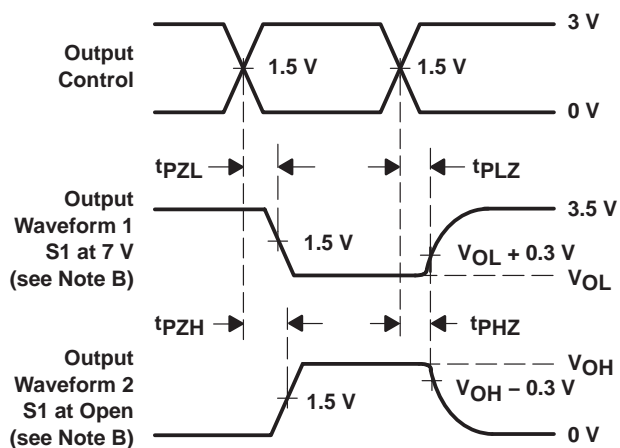 Output
Control
1.5 V
1.5 V
3 V
0 V
tPZL
tPLZ
Output
Waveform 1
S1 at 7 V
(see Note B)
1.5 V
3.5 V
VOL + 0.3 V
VOL
tPZH
tPHZ
Output
Waveform 2
S1 at Open
(see Note B)
1.5 V
VOH
VOH – 0.3 V
0 V